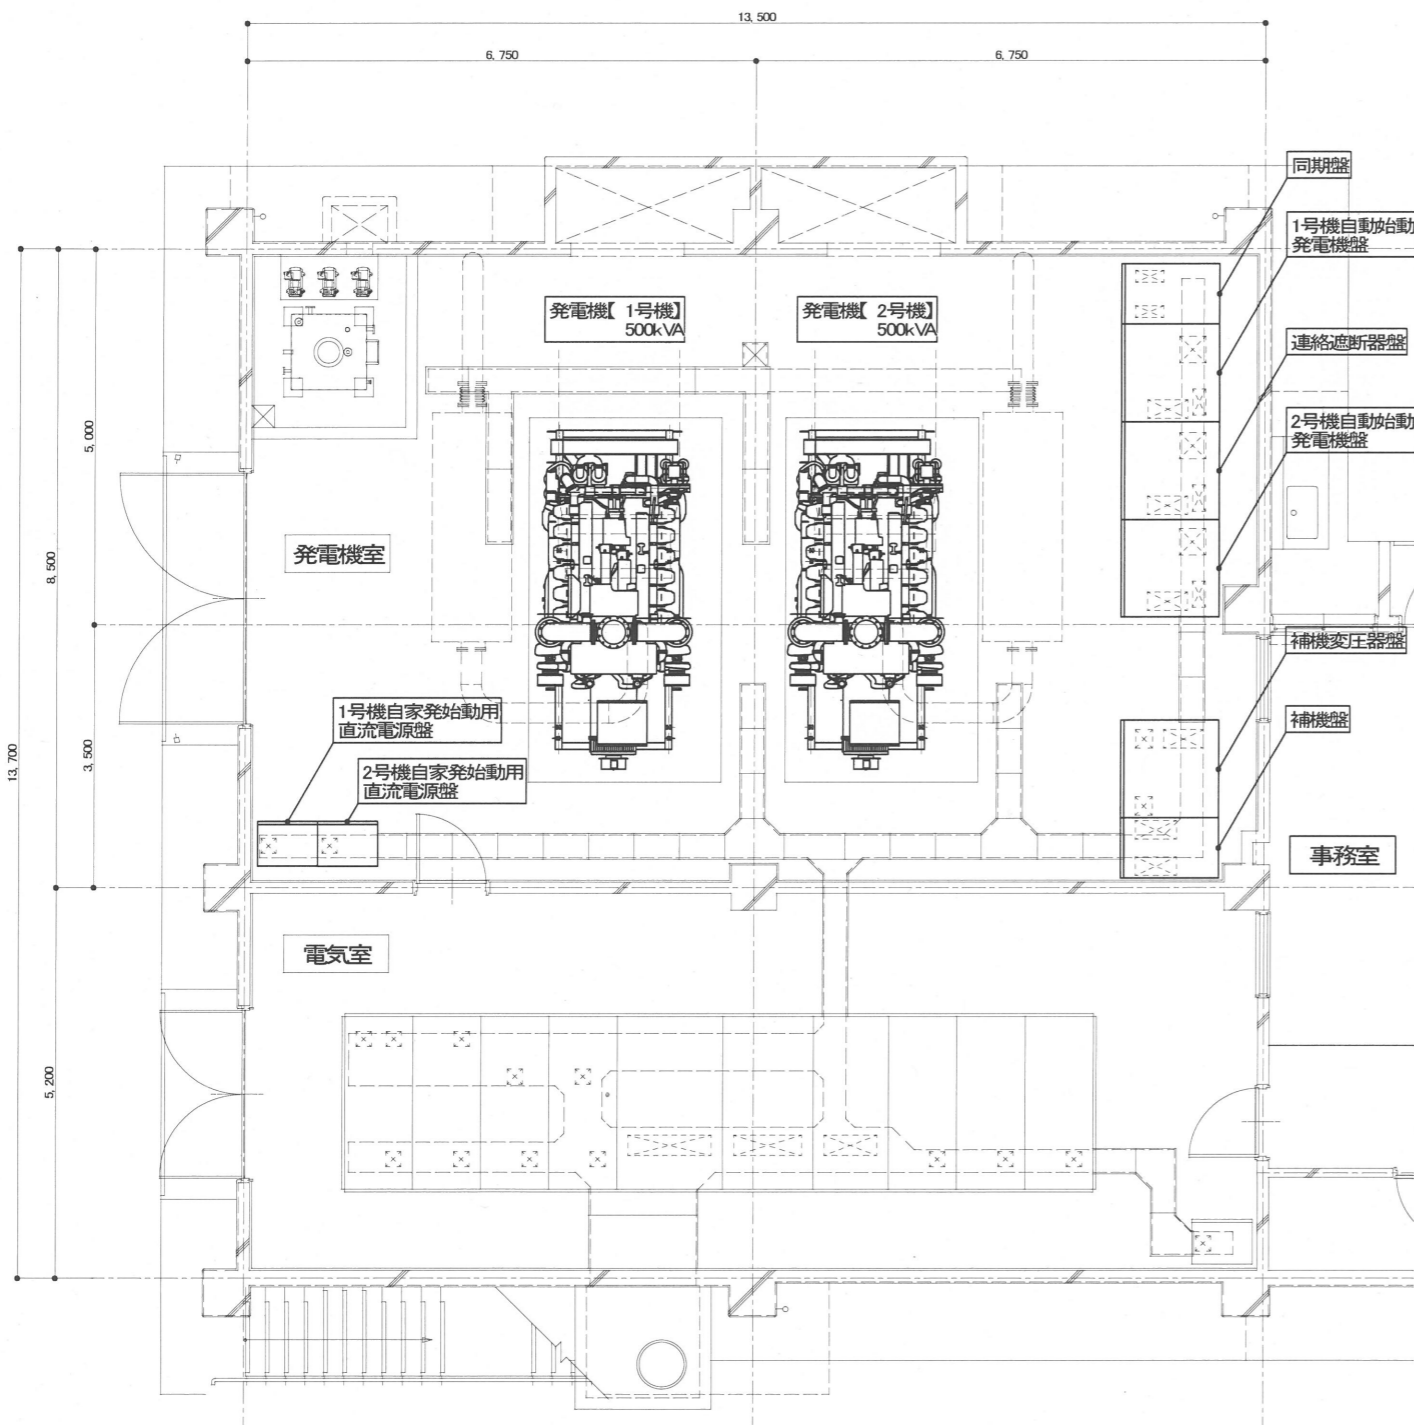 13,500
6,750
6,750
同期盤
1号機自動始動
発電機盤
発電機【 1号機】
500kVA
発電機【 2号機】
500kVA
連絡遮断器盤
2号機自動始動
発電機盤
5,000
発電機室
8,500
補機変圧器盤
1号機自家発始動用
直流電源盤
補機盤
3,500
13,700
2号機自家発始動用
直流電源盤
事務室
電気室
5,200